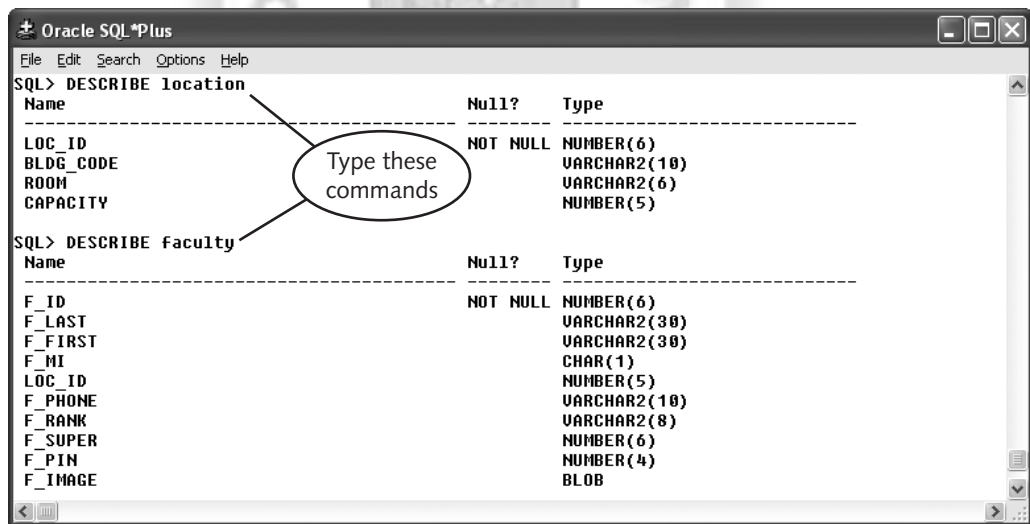 Oracle SQL*Plus
File Edit Search Options Help
SQL> DESCRIBE location
Name Null? Type
----------------------------------------- -------- ----------------------------
LOC_ID NOT NULL NUMBER(6)
BLDG_CODE VARCHAR2(10)
ROOM VARCHAR2(6)
CAPACITY NUMBER(5)
Type these
commands
SQL> DESCRIBE faculty
Name Null? Type
----------------------------------------- -------- ----------------------------
F_ID NOT NULL NUMBER(6)
F_LAST VARCHAR2(30)
F_FIRST VARCHAR2(30)
F_MI CHAR(1)
LOC_ID NUMBER(5)
F_PHONE VARCHAR2(10)
F_RANK VARCHAR2(8)
F_SUPER NUMBER(6)
F_PIN NUMBER(4)
F_IMAGE BLOB